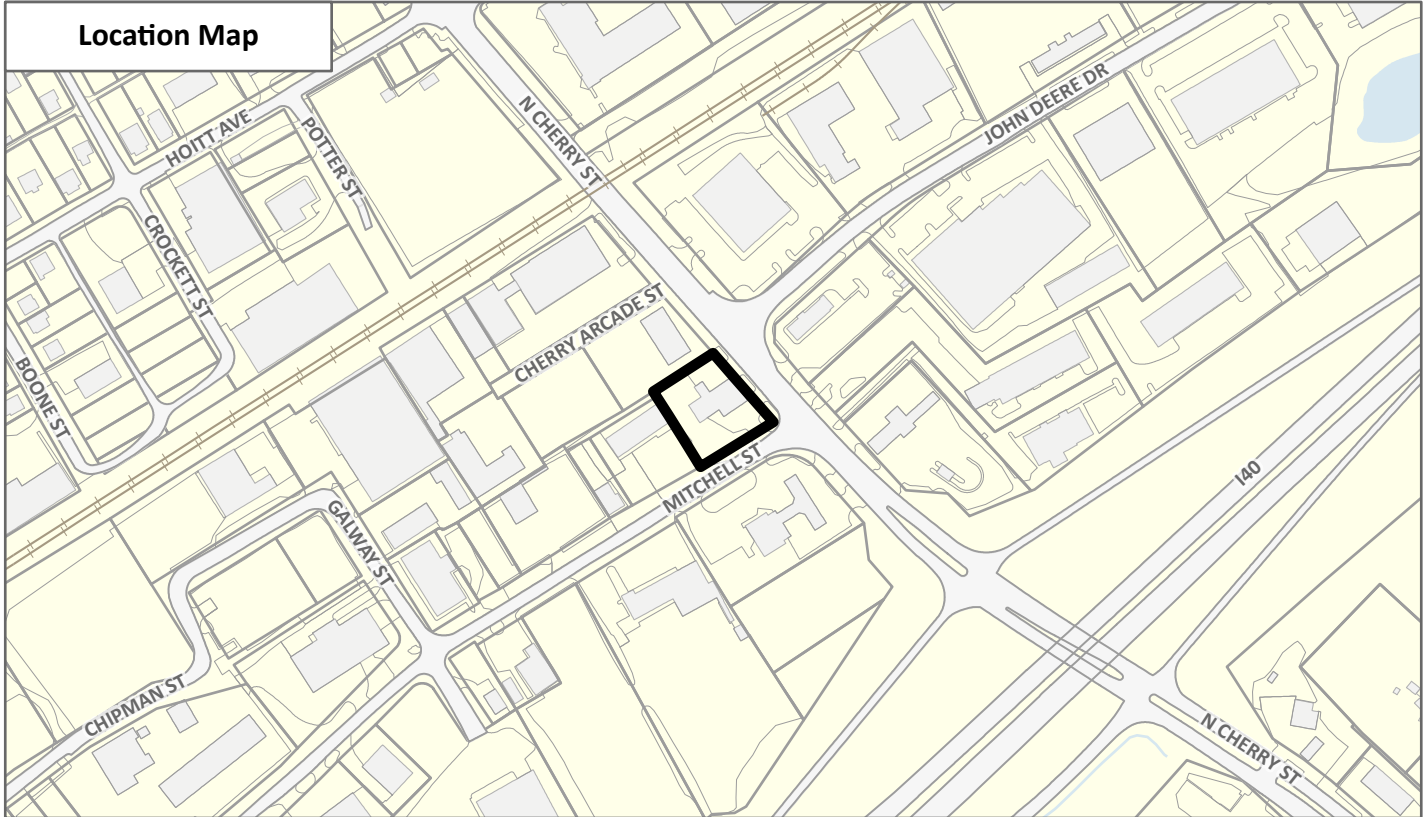 Location Map
N CHERRY ST
JOHN DEERE DR
HOITT AVE
POTTER ST
CROCKETT ST
CHERRY ARCADE ST
BOONE ST
MITCHELL ST
I40
GALWAY ST
CHIPMAN ST
N CHERRY ST